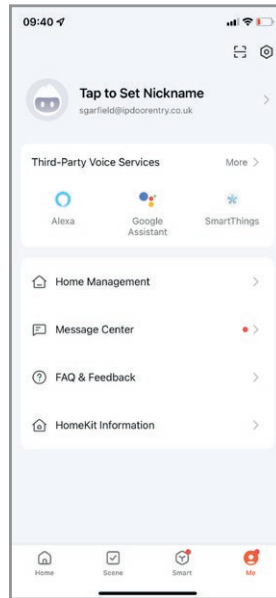 09:40
Tap to Set Nickname
sgarfield@ipdoorentry.co.uk
Third-Party Voice Services More
Alexa
Google
Assistant
SmartThings
Home Management
Message Center
FAQ & Feedback
HomeKit Information
Home Scene Smart Me